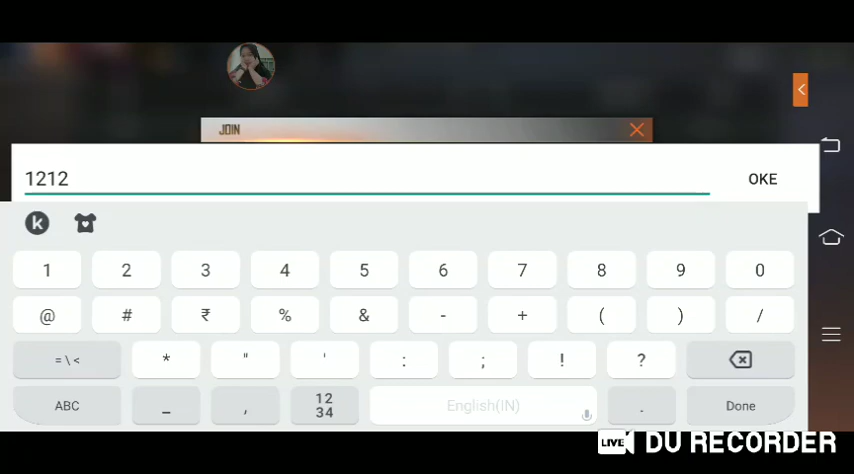 JOIN
1212
OKE
k
1 2 3 4 5 6 7 8 9 0
@ # ₹ % & - + ( ) /
= \ < * " ' : ; ! ?
ABC _ , 12 34 English(IN) . Done
LIVE DU RECORDER